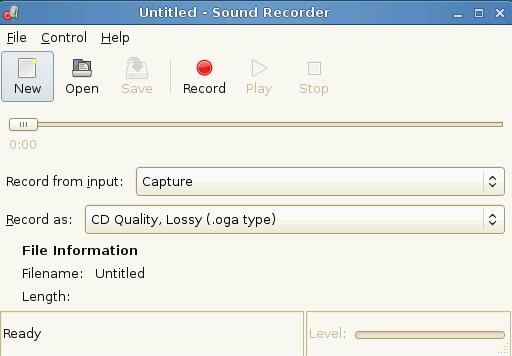 Untitled - Sound Recorder
File Control Help
New Open Save Record Play Stop
0:00
Record from input: Capture
Record as: CD Quality, Lossy (.oga type)
File Information
Filename: Untitled
Length:
Ready Level: